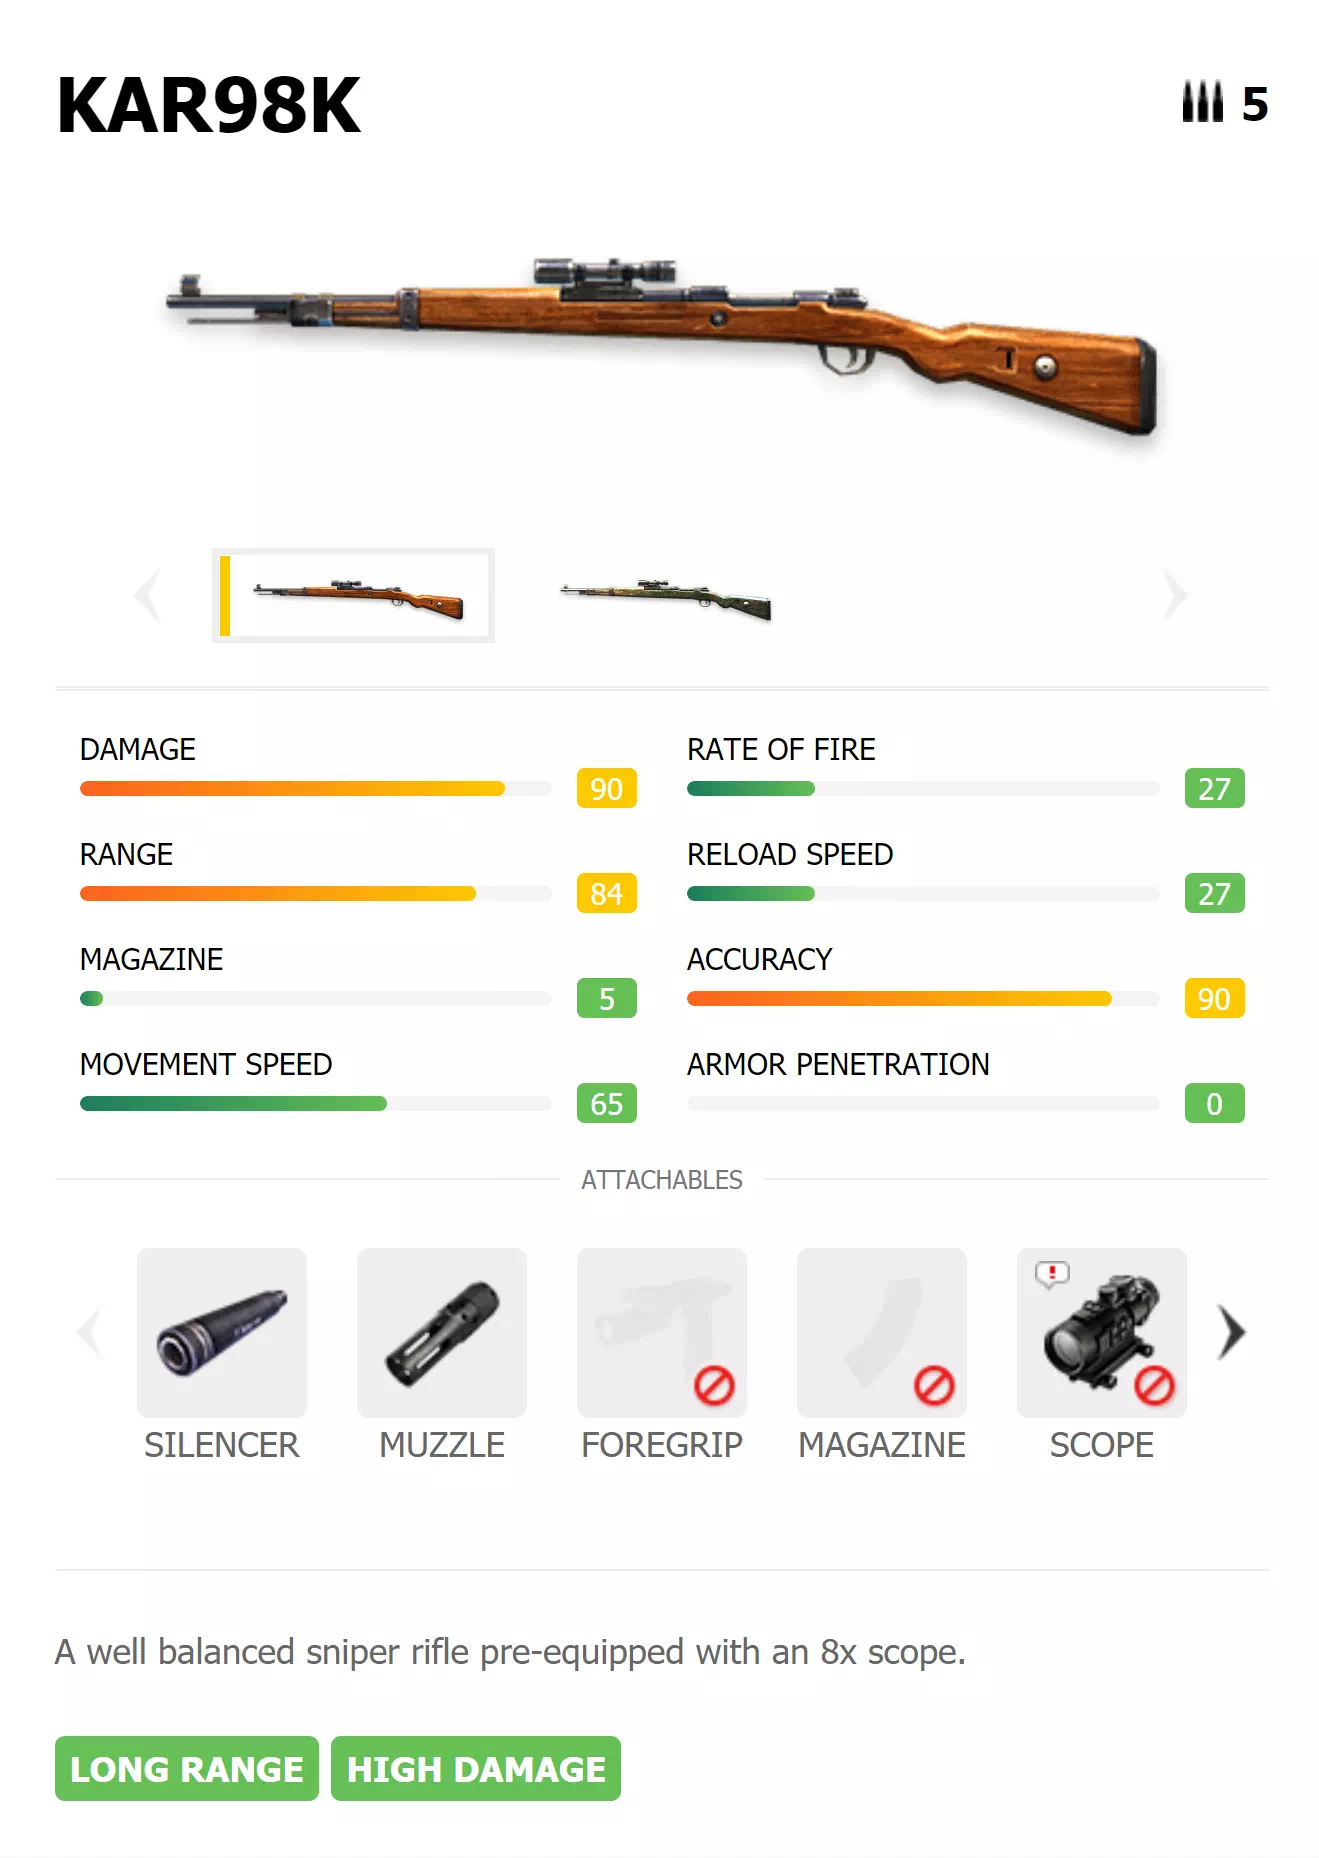 KAR98K
5
DAMAGE
90
RATE OF FIRE
27
RANGE
84
RELOAD SPEED
27
MAGAZINE
5
ACCURACY
90
MOVEMENT SPEED
65
ARMOR PENETRATION
0
ATTACHABLES
SILENCER
MUZZLE
FOREGRIP
MAGAZINE
SCOPE
A well balanced sniper rifle pre-equipped with an 8x scope.
LONG RANGE
HIGH DAMAGE